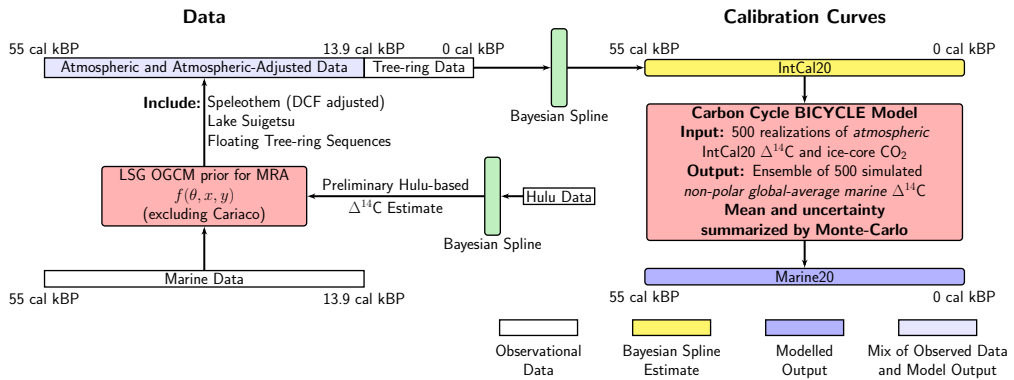 Data
55 cal kBP
13.9 cal kBP
0 cal kBP
Atmospheric and Atmospheric-Adjusted Data
Tree-ring Data
Include: Speleothem (DCF adjusted)
Lake Suigetsu
Floating Tree-ring Sequences
LSG OGCM prior for MRA
f(θ, x, y)
(excluding Cariaco)
Preliminary Hulu-based
Δ¹⁴C Estimate
Hulu Data
Bayesian Spline
Marine Data
55 cal kBP
13.9 cal kBP
Bayesian Spline
Calibration Curves
55 cal kBP
0 cal kBP
IntCal20
Carbon Cycle BICYCLE Model
Input: 500 realizations of atmospheric
IntCal20 Δ¹⁴C and ice-core CO₂
Output: Ensemble of 500 simulated
non-polar global-average marine Δ¹⁴C
Mean and uncertainty
summarized by Monte-Carlo
Marine20
55 cal kBP
0 cal kBP
Observational
Data
Bayesian Spline
Estimate
Modelled
Output
Mix of Observed Data
and Model Output